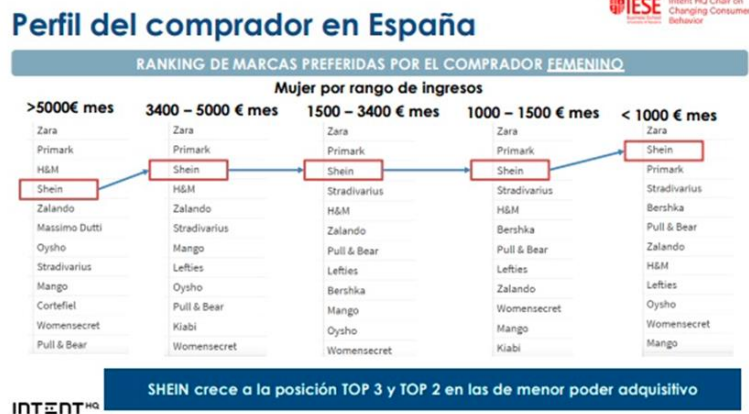 Perfil del comprador en España
IESE
Intent HQ Chair on
Changing Consumer
Behavior
RANKING DE MARCAS PREFERIDAS POR EL COMPRADOR FEMENINO
Mujer por rango de ingresos
>5000€ mes
Zara
Primark
H&M
Shein
Zalando
Massimo Dutti
Oysho
Stradivarius
Mango
Cortefiel
Womensecret
Pull & Bear
3400 – 5000 € mes
Zara
Primark
Shein
H&M
Zalando
Stradivarius
Mango
Lefties
Oysho
Pull & Bear
Kiabi
Womensecret
1500 – 3400 € mes
Zara
Primark
Shein
Stradivarius
H&M
Zalando
Pull & Bear
Lefties
Bershka
Mango
Oysho
Womensecret
1000 – 1500 € mes
Zara
Primark
Shein
Stradivarius
H&M
Bershka
Pull & Bear
Lefties
Zalando
Womensecret
Mango
Kiabi
< 1000 € mes
Zara
Shein
Primark
Stradivarius
Bershka
Pull & Bear
Zalando
H&M
Lefties
Oysho
Womensecret
Mango
SHEIN crece a la posición TOP 3 y TOP 2 en las de menor poder adquisitivo
INTENT HQ